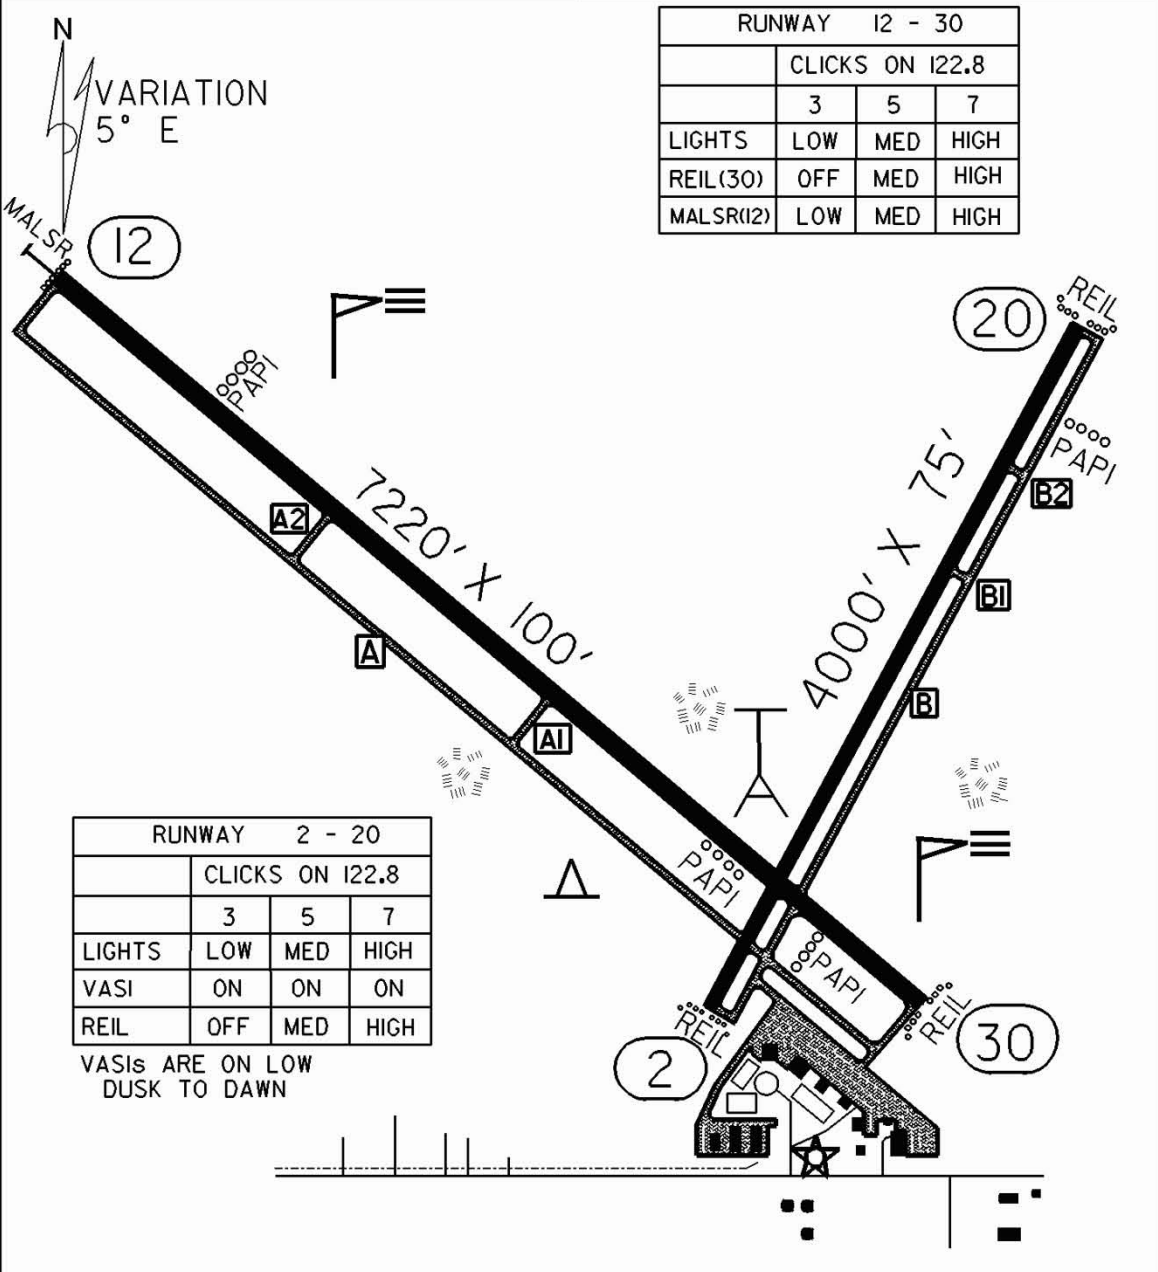 N
VARIATION
5° E
RUNWAY 12 - 30
CLICKS ON 122.8
3 5 7
LIGHTS LOW MED HIGH
REIL(30) OFF MED HIGH
MALSR(12) LOW MED HIGH
MALSR
12
20
REIL
PAPI
PAPI
7220' X 100'
4000' X 75'
A2
B2
B1
A
B
A1
PAPI
PAPI
RUNWAY 2 - 20
CLICKS ON 122.8
3 5 7
LIGHTS LOW MED HIGH
VASI ON ON ON
REIL OFF MED HIGH
VASIs ARE ON LOW
DUSK TO DAWN
REIL
2
REIL
30